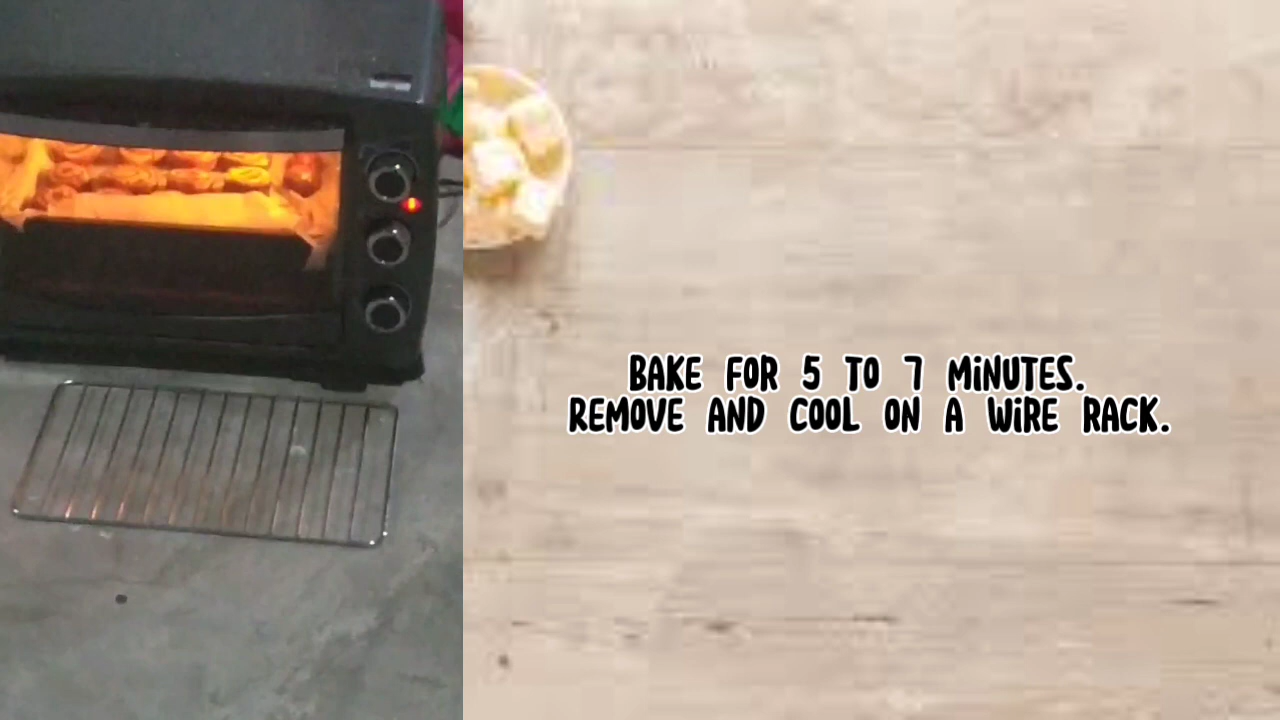 BAKE FOR 5 TO 7 MiNUTES.
REMOVE AND COOL ON A WiRE RACK.